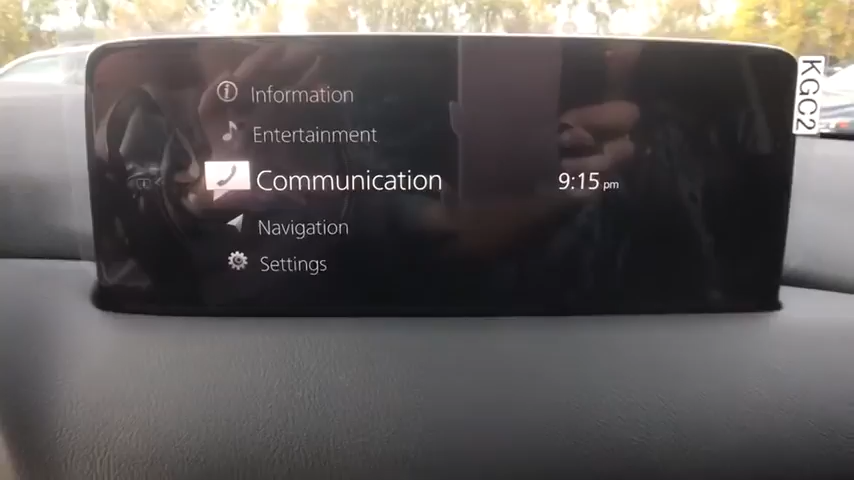 Information
Entertainment
Communication
9:15 pm
Navigation
Settings
KGC2